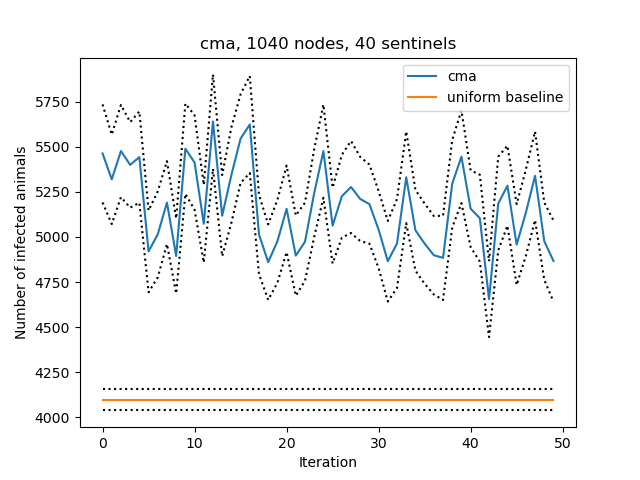 cma, 1040 nodes, 40 sentinels
cma
uniform baseline
Number of infected animals
5750
5500
5250
5000
4750
4500
4250
4000
0 10 20 30 40 50
Iteration